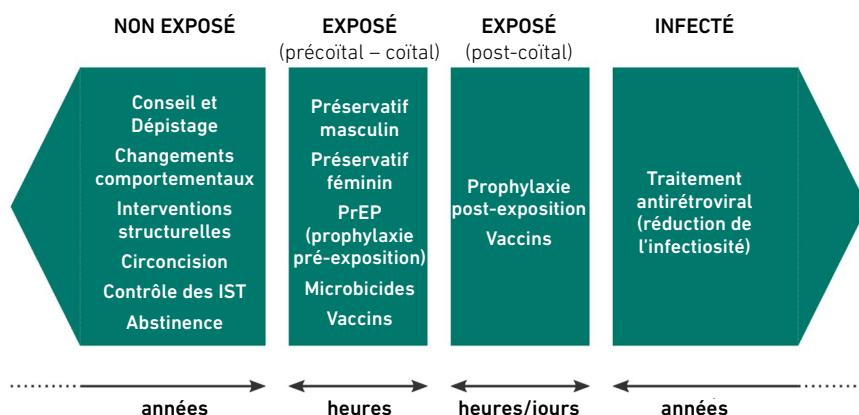 NON EXPOSÉ
Conseil et
Dépistage
Changements
comportementaux
Interventions
structurelles
Circoncision
Contrôle des IST
Abstinence
années
EXPOSÉ
(précoïtal – coïtal)
Préservatif
masculin
Préservatif
féminin
PrEP
(prophylaxie
pré-exposition)
Microbicides
Vaccins
heures
EXPOSÉ
(post-coïtal)
Prophylaxie
post-exposition
Vaccins
heures/jours
INFECTÉ
Traitement
antirétroviral
(réduction de
l'infectiosité)
années